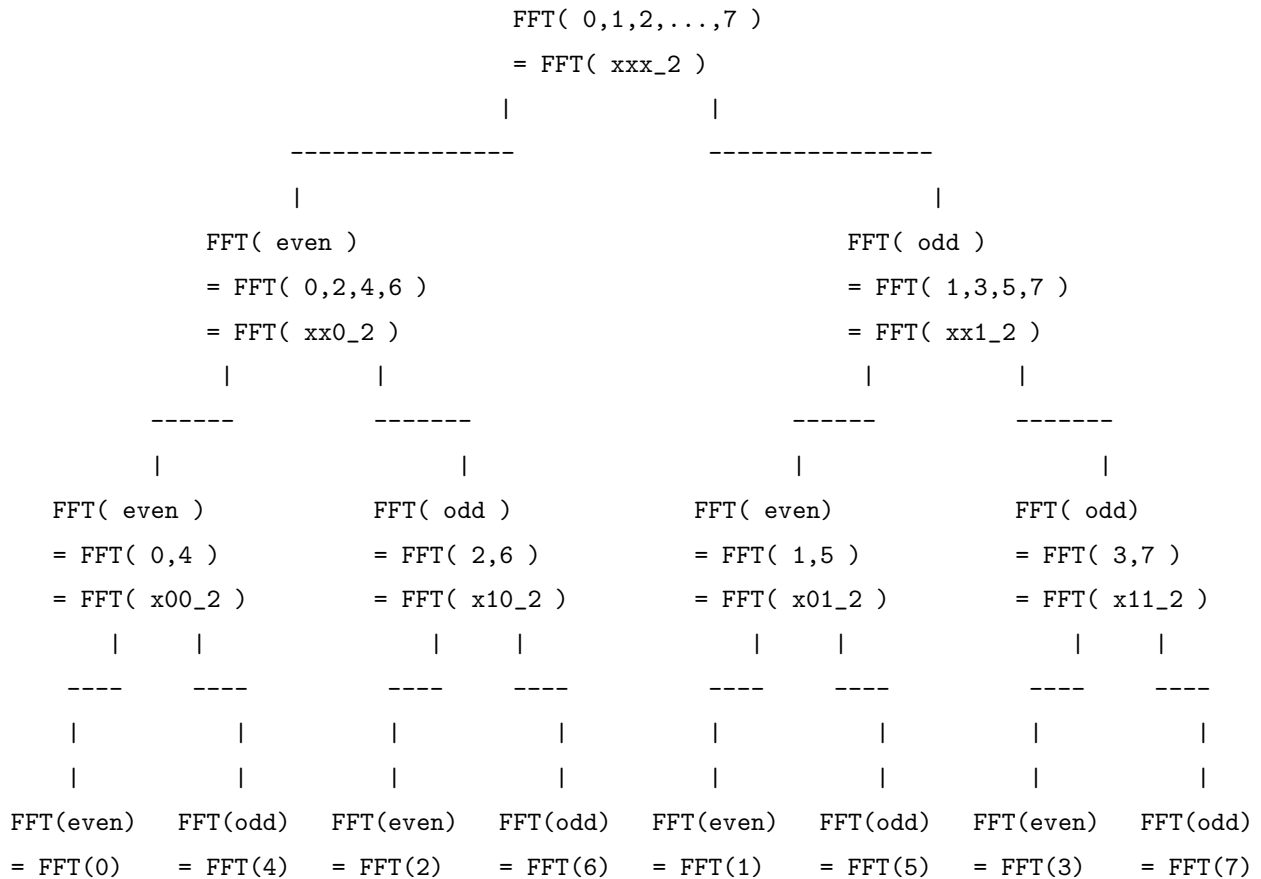 FFT( 0,1,2,...,7 )
= FFT( xxx_2 )
| |
---------------- ----------------
| |
FFT( even ) FFT( odd )
= FFT( 0,2,4,6 ) = FFT( 1,3,5,7 )
= FFT( xx0_2 ) = FFT( xx1_2 )
| | | |
------ ------- ------ -------
| | | |
FFT( even ) FFT( odd ) FFT( even) FFT( odd)
= FFT( 0,4 ) = FFT( 2,6 ) = FFT( 1,5 ) = FFT( 3,7 )
= FFT( x00_2 ) = FFT( x10_2 ) = FFT( x01_2 ) = FFT( x11_2 )
| | | | | | | |
---- ---- ---- ---- ---- ---- ---- ----
| | | | | | | |
| | | | | | | |
FFT(even) FFT(odd) FFT(even) FFT(odd) FFT(even) FFT(odd) FFT(even) FFT(odd)
= FFT(0) = FFT(4) = FFT(2) = FFT(6) = FFT(1) = FFT(5) = FFT(3) = FFT(7)